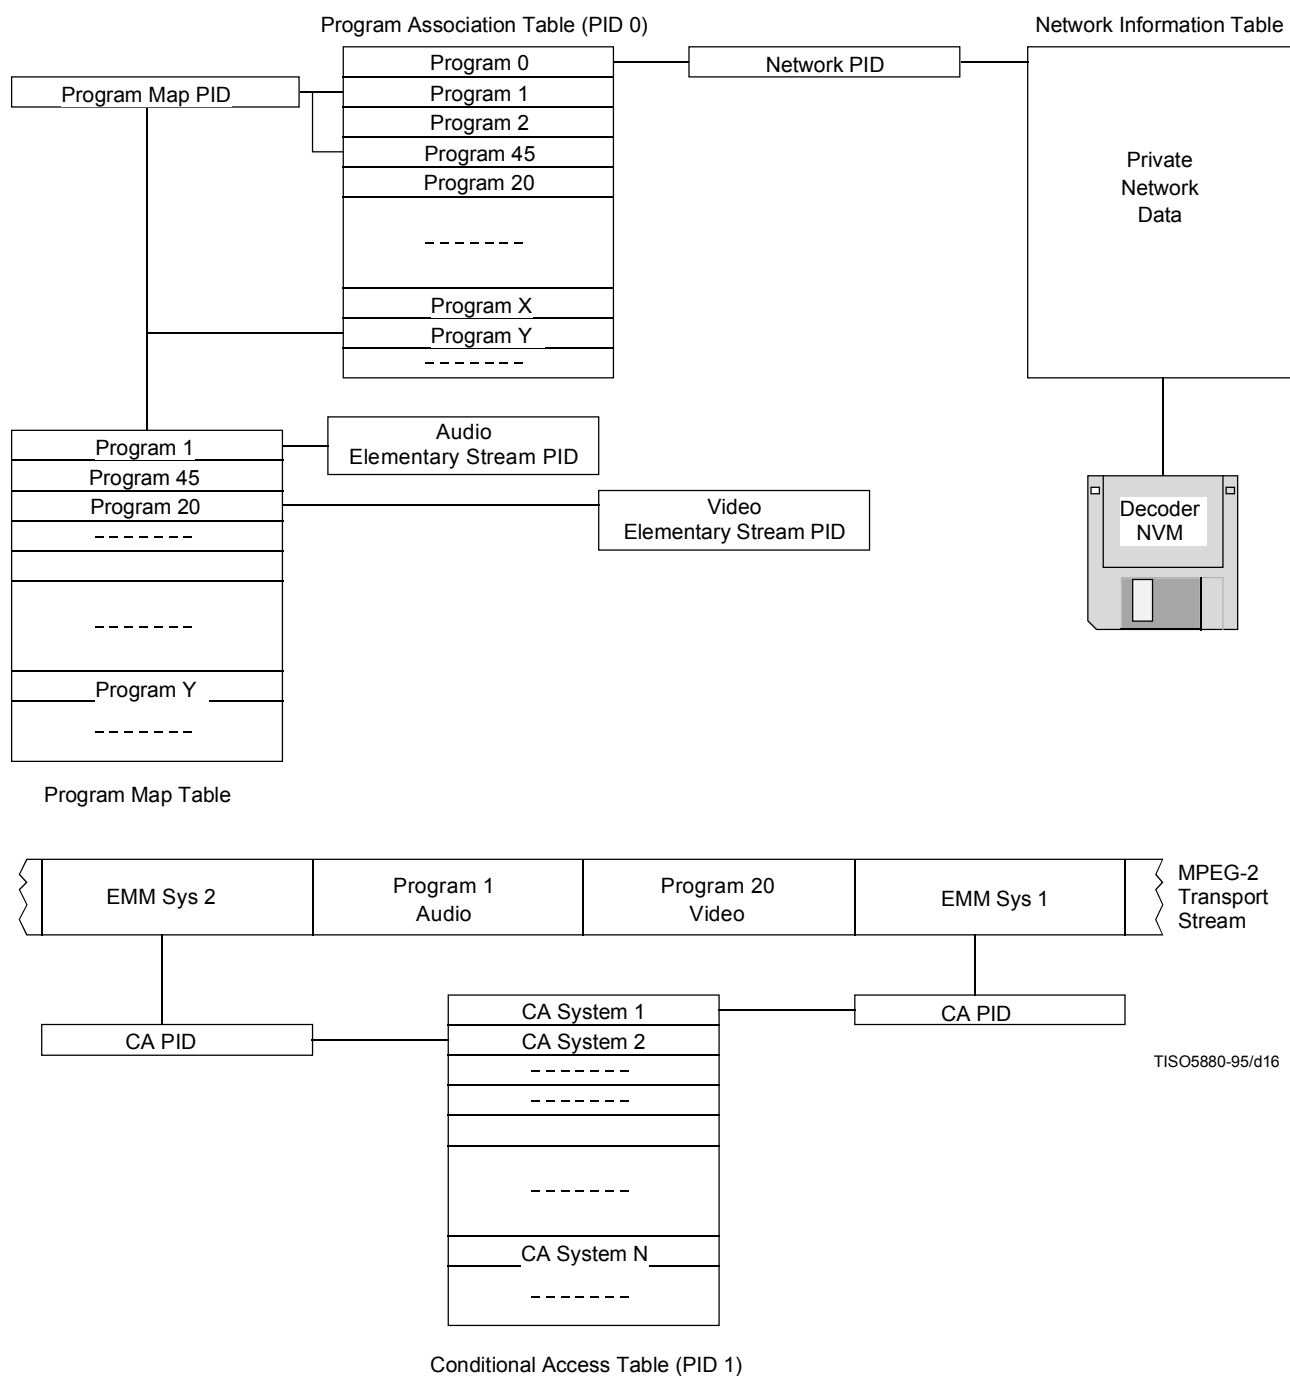 Program Association Table (PID 0)
Network Information Table
Program 0
Network PID
Program Map PID
Program 1
Program 2
Program 45
Program 20
Private
Network
Data
Program X
Program Y
Program 1
Audio
Elementary Stream PID
Program 45
Program 20
Video
Elementary Stream PID
Decoder
NVM
Program Y
Program Map Table
EMM Sys 2
Program 1
Audio
Program 20
Video
EMM Sys 1
MPEG-2
Transport
Stream
CA System 1
CA PID
CA PID
CA System 2
TISO5880-95/d16
CA System N
Conditional Access Table (PID 1)